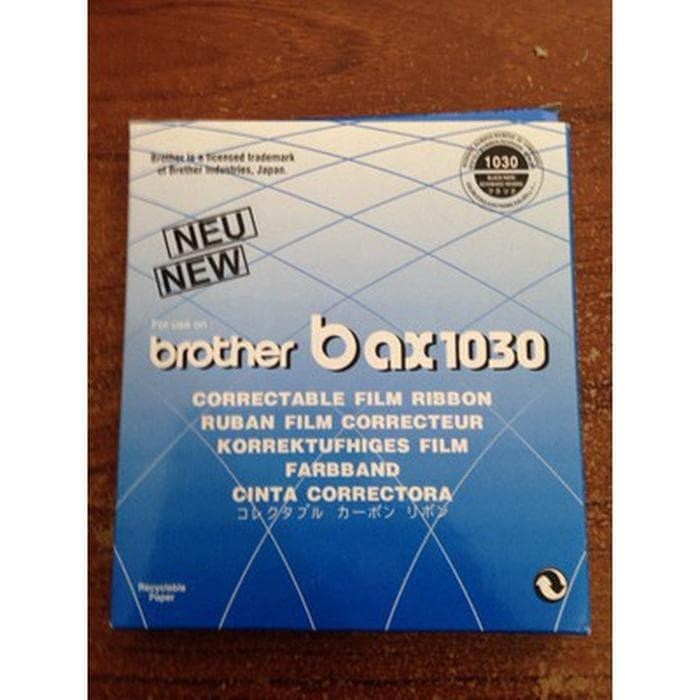 Brother is a licensed trademark
of Brother Industries, Japan.
1030
NEU
NEW
For use on :
brother b ax1030
CORRECTABLE FILM RIBBON
RUBAN FILM CORRECTEUR
KORREKTUFHIGES FILM
FARBBAND
CINTA CORRECTORA
コレクタブル カーボン リボン
Recyclable
Paper